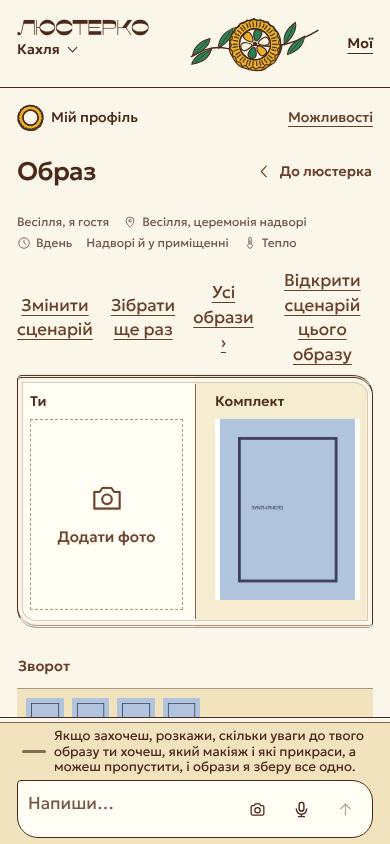 ЛЮСТЕРКО
Кахля
Мої
Мій профіль
Можливості
Образ
До люстерка
Весілля, я гостя
Весілля, церемонія надворі
Вдень
Надворі й у приміщенні
Тепло
Змінити
сценарій
Зібрати
ще раз
Усі
образи
›
Відкрити
сценарій
цього
образу
Ти
Комплект
Додати фото
Зворот
Якщо захочеш, розкажи, скільки уваги до твого
образу ти хочеш, який макіяж і які прикраси, а
можеш пропустити, і образи я зберу все одно.
Напиши…